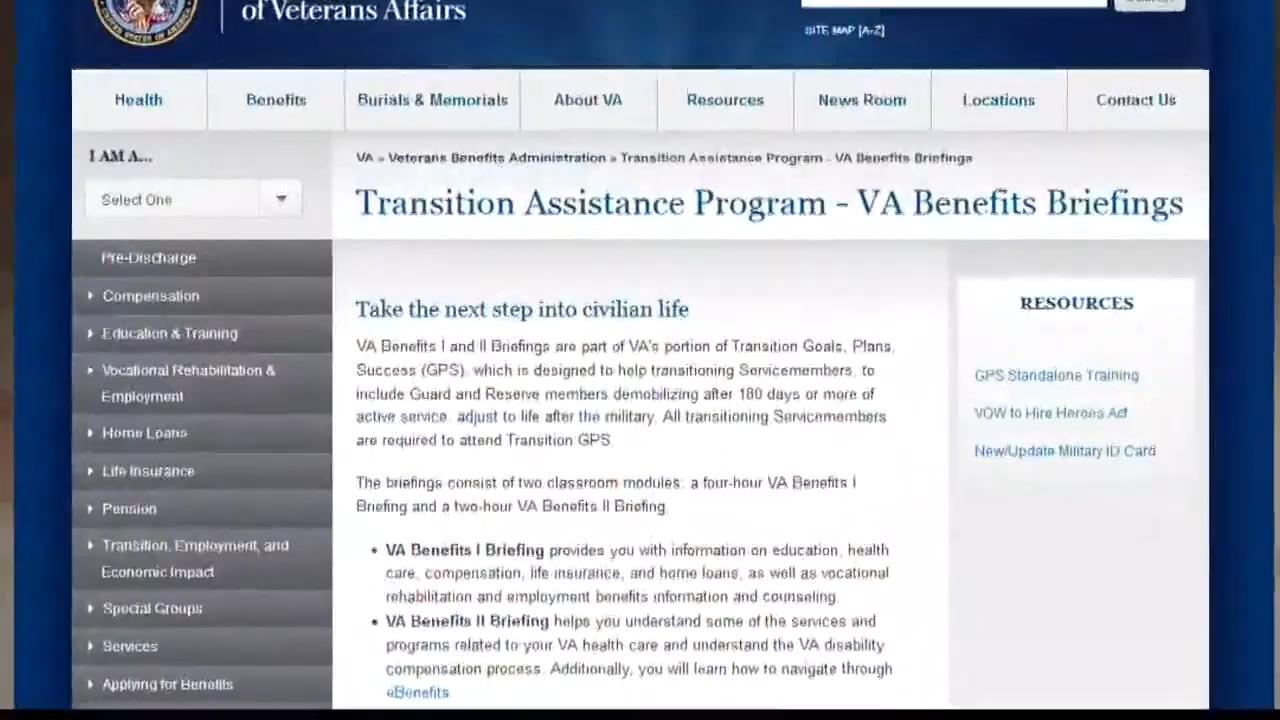 of Veterans Affairs
SITE MAP [A-Z]
Health
Benefits
Burials & Memorials
About VA
Resources
News Room
Locations
Contact Us
I AM A...
Select One
VA » Veterans Benefits Administration » Transition Assistance Program - VA Benefits Briefings
Transition Assistance Program - VA Benefits Briefings
Pre-Discharge
Compensation
Education & Training
Vocational Rehabilitation &
Employment
Home Loans
Life Insurance
Pension
Transition, Employment, and
Economic Impact
Special Groups
Services
Applying for Benefits
Take the next step into civilian life
VA Benefits I and II Briefings are part of VA's portion of Transition Goals, Plans,
Success (GPS), which is designed to help transitioning Servicemembers, to
include Guard and Reserve members demobilizing after 180 days or more of
active service, adjust to life after the military. All transitioning Servicemembers
are required to attend Transition GPS.
The briefings consist of two classroom modules: a four-hour VA Benefits I
Briefing and a two-hour VA Benefits II Briefing.
• VA Benefits I Briefing provides you with information on education, health
care, compensation, life insurance, and home loans, as well as vocational
rehabilitation and employment benefits information and counseling.
• VA Benefits II Briefing helps you understand some of the services and
programs related to your VA health care and understand the VA disability
compensation process. Additionally, you will learn how to navigate through
eBenefits
RESOURCES
GPS Standalone Training
VOW to Hire Heroes Act
New/Update Military ID Card